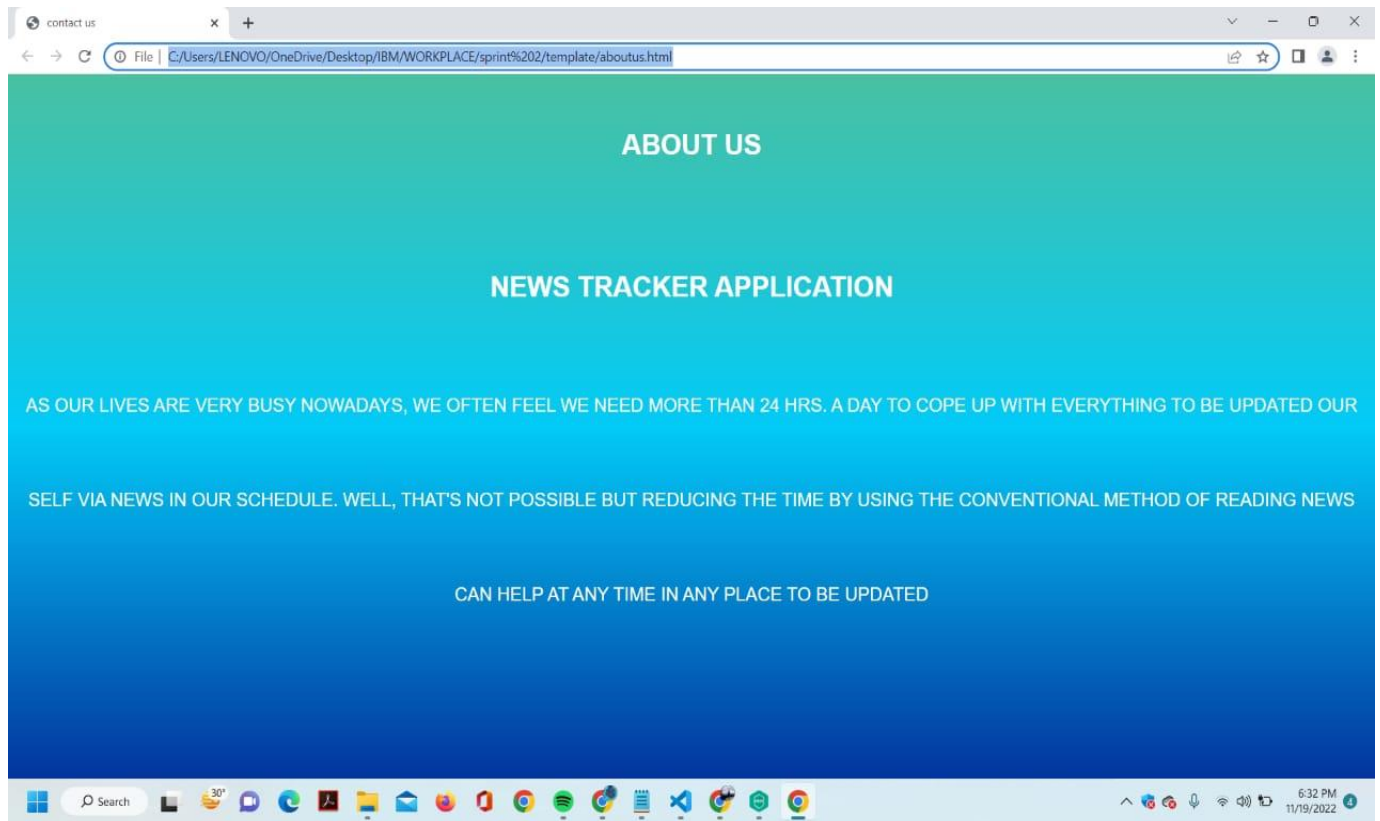 contact us
File
C:/Users/LENOVO/OneDrive/Desktop/IBM/WORKPLACE/sprint%202/template/aboutus.html
ABOUT US
NEWS TRACKER APPLICATION
AS OUR LIVES ARE VERY BUSY NOWADAYS, WE OFTEN FEEL WE NEED MORE THAN 24 HRS. A DAY TO COPE UP WITH EVERYTHING TO BE UPDATED OUR
SELF VIA NEWS IN OUR SCHEDULE. WELL, THAT'S NOT POSSIBLE BUT REDUCING THE TIME BY USING THE CONVENTIONAL METHOD OF READING NEWS
CAN HELP AT ANY TIME IN ANY PLACE TO BE UPDATED
Search
30°
6:32 PM
11/19/2022
4